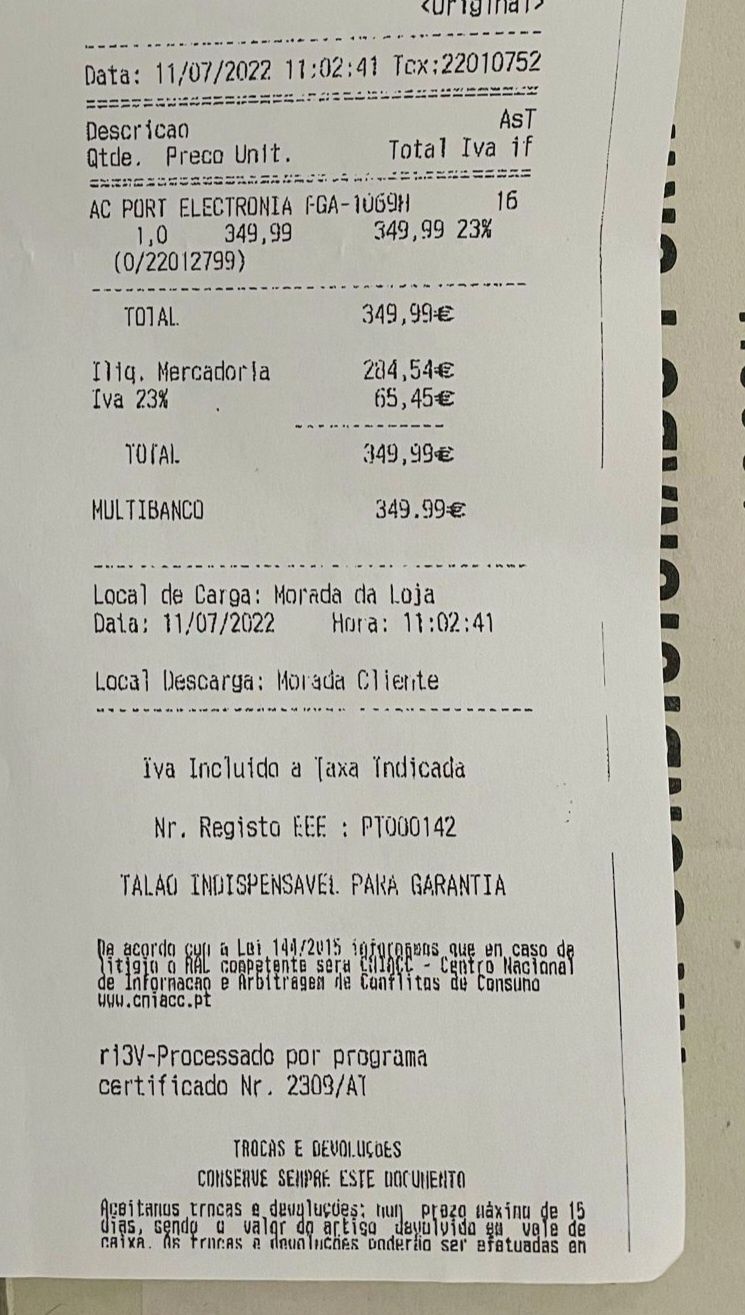 <Original>
Data: 11/07/2022 11:02:41 Tcx:22010752
Descricao AsT
Qtde. Preco Unit. Total Iva if
AC PORT ELECTRONIA FGA-1069H 16
1,0 349,99 349,99 23%
(0/22012799)
TOTAL 349,99€
Iliq. Mercadoria 284,54€
Iva 23% 65,45€
TOTAL 349,99€
MULTIBANCO 349.99€
Local de Carga: Morada da Loja
Data: 11/07/2022 Hora: 11:02:41
Local Descarga: Morada Cliente
Iva Incluido a Taxa Indicada
Nr. Registo EEE : PT000142
TALAO INDISPENSAVEL PARA GARANTIA
De acordo com a Lei 144/2015 informamos que em caso de
litigio o RAL competente sera CNIACC - Centro Nacional
de Informacao e Arbitragem de Conflitos de Consumo
www.cniacc.pt
ri3V-Processado por programa
certificado Nr. 2309/AT
TROCAS E DEVOLUÇÕES
CONSERVE SEMPRE ESTE DOCUMENTO
Aceitamos trocas e devoluções: num prazo máximo de 15
dias, sendo o valor do artigo devolvido em vale de
caixa. As trocas e devoluções poderão ser efetuadas em